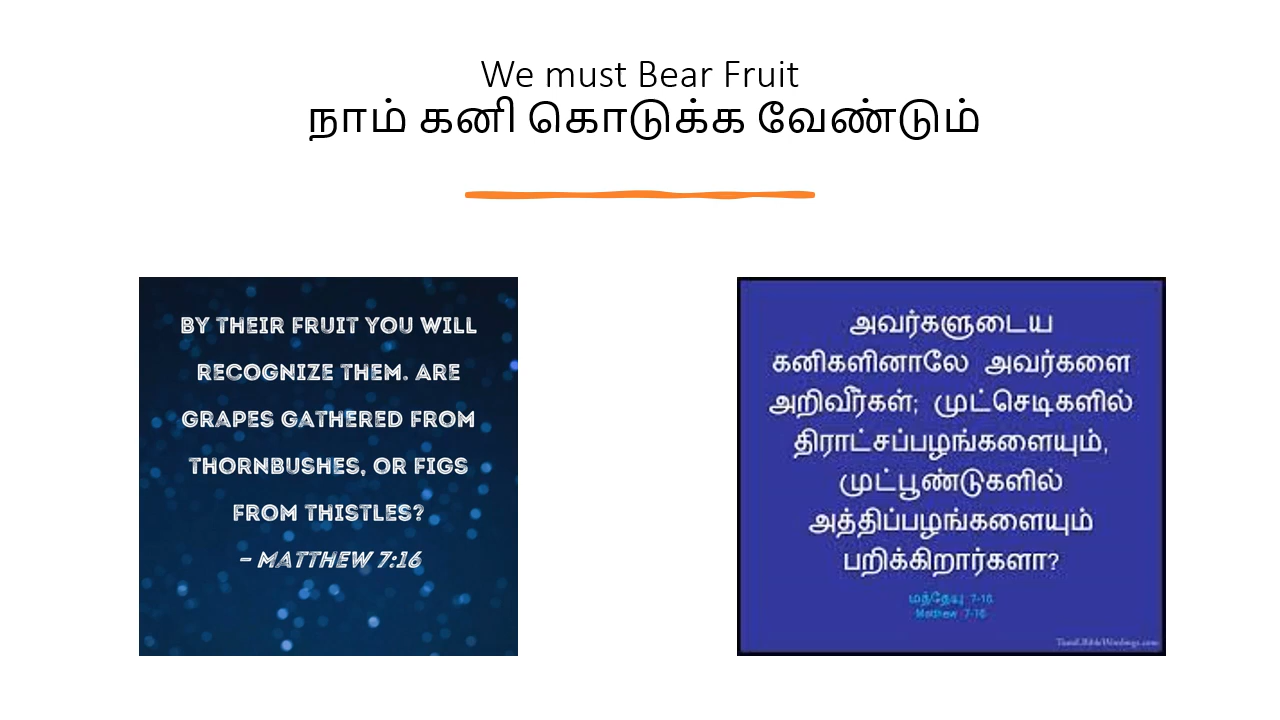 We must Bear Fruit
நாம் கனி கொடுக்க வேண்டும்
BY THEIR FRUIT YOU WILL
RECOGNIZE THEM. ARE
GRAPES GATHERED FROM
THORNBUSHES, OR FIGS
FROM THISTLES?
– MATTHEW 7:16
அவர்களுடைய
கனிகளினாலே அவர்களை
அறிவீர்கள்; முட்செடிகளில்
திராட்சப்பழங்களையும்,
முட்பூண்டுகளில்
அத்திப்பழங்களையும்
பறிக்கிறார்களா?
மத்தேயு 7-16
Matthew 7-16
TamilBibleWordings.com